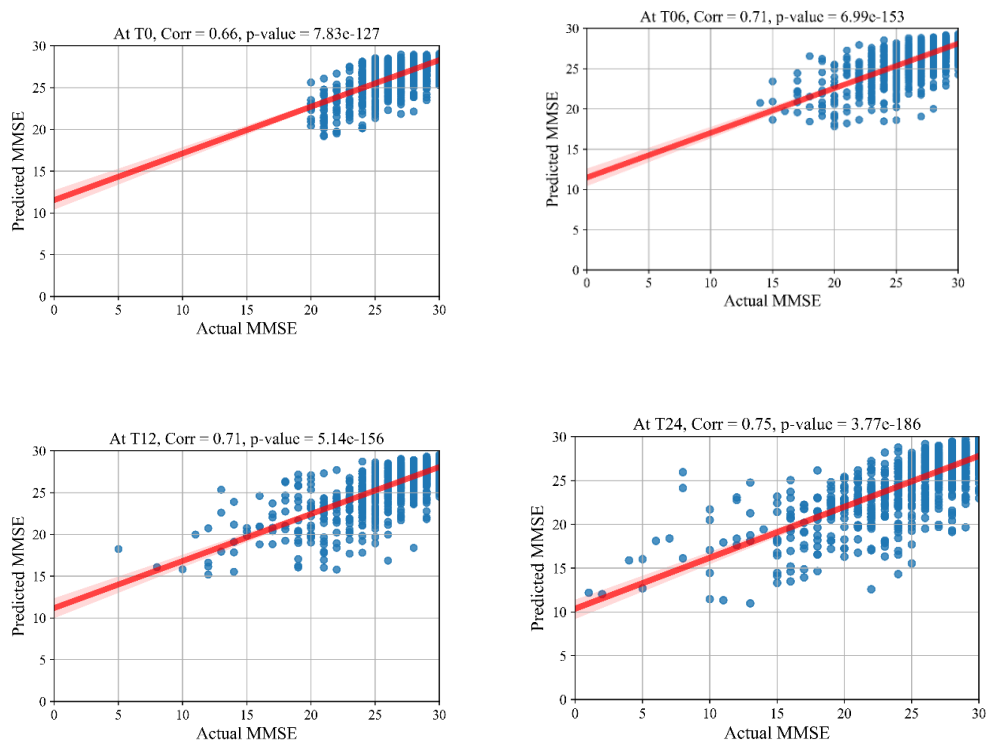 At T0, Corr = 0.66, p-value = 7.83e-127
30
25
20
15
10
5
0
Predicted MMSE
0 5 10 15 20 25 30
Actual MMSE
At T06, Corr = 0.71, p-value = 6.99e-153
30
25
20
15
10
5
0
Predicted MMSE
0 5 10 15 20 25 30
Actual MMSE
At T12, Corr = 0.71, p-value = 5.14e-156
30
25
20
15
10
5
0
Predicted MMSE
0 5 10 15 20 25 30
Actual MMSE
At T24, Corr = 0.75, p-value = 3.77e-186
30
25
20
15
10
5
0
Predicted MMSE
0 5 10 15 20 25 30
Actual MMSE